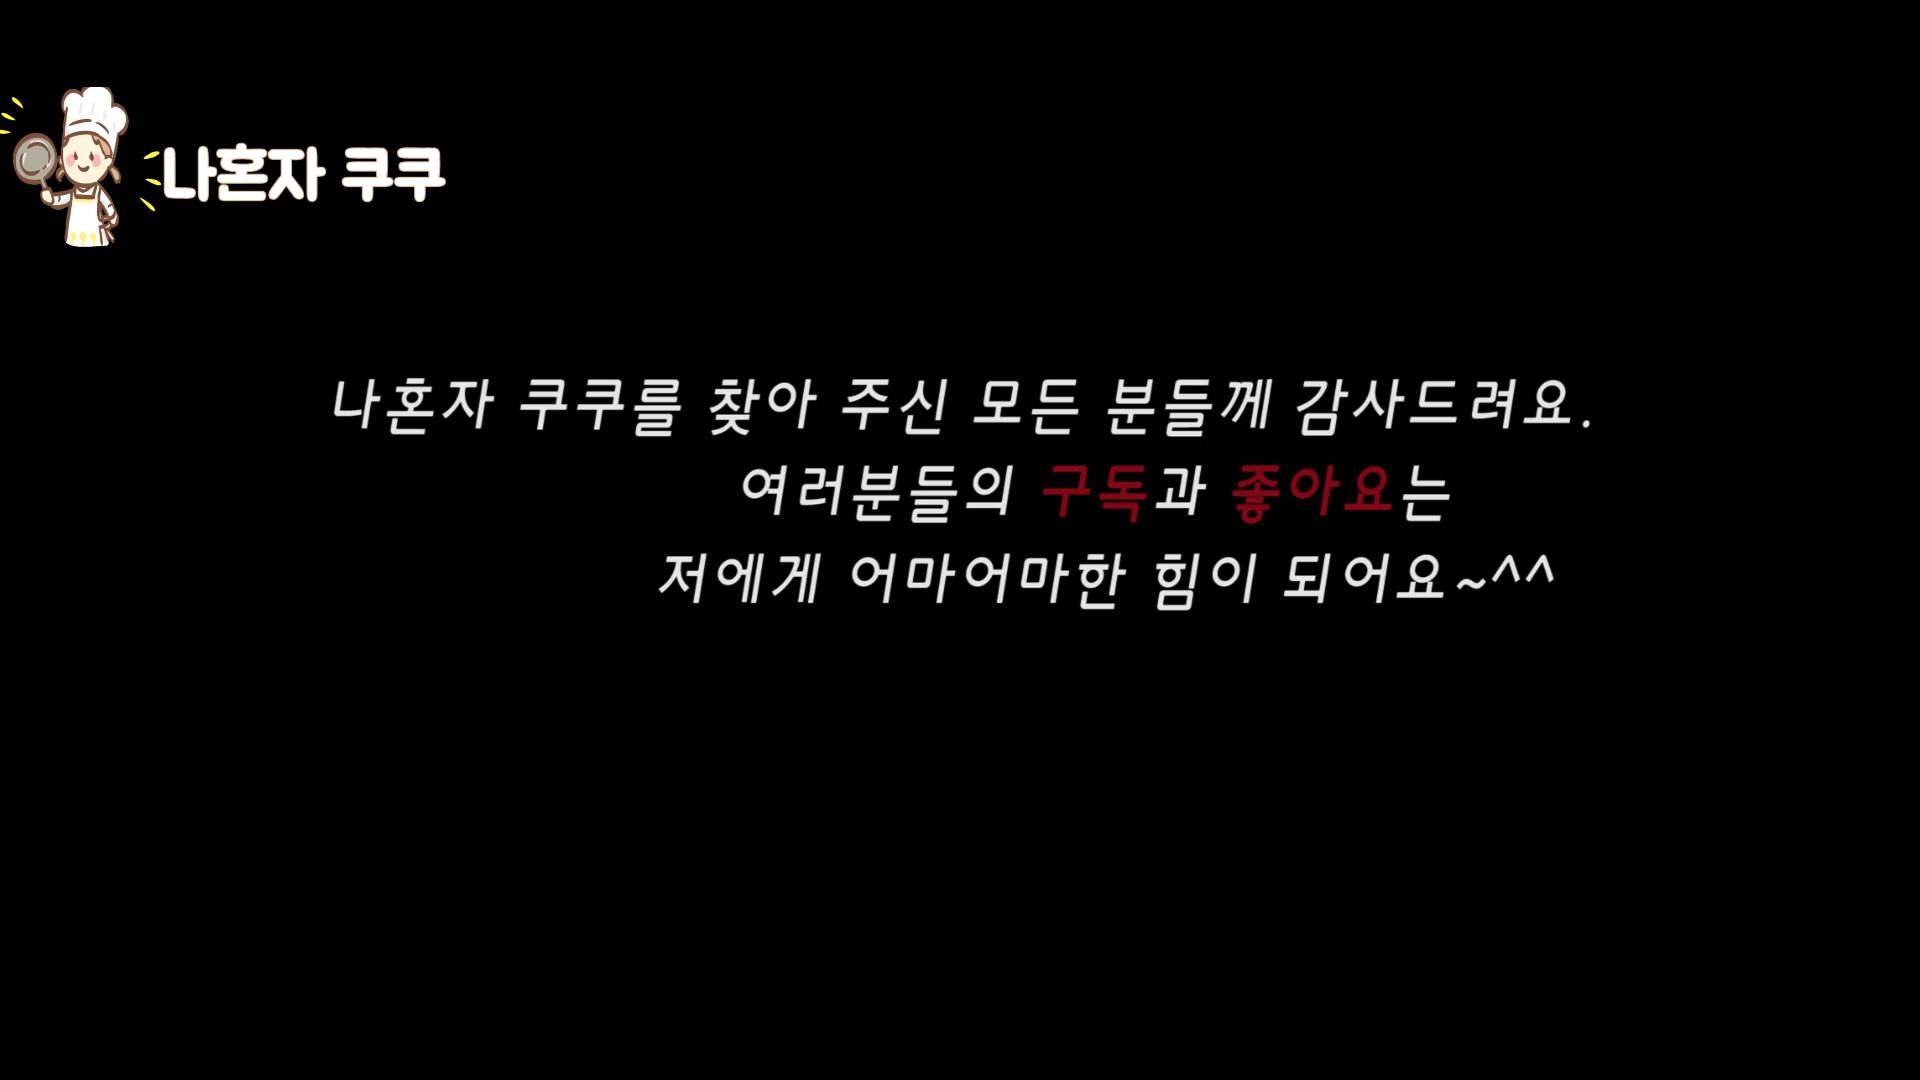 나혼자 쿠쿠
나혼자 쿠쿠를 찾아 주신 모든 분들께 감사드려요.
여러분들의 구독과 좋아요는
저에게 어마어마한 힘이 되어요~^^